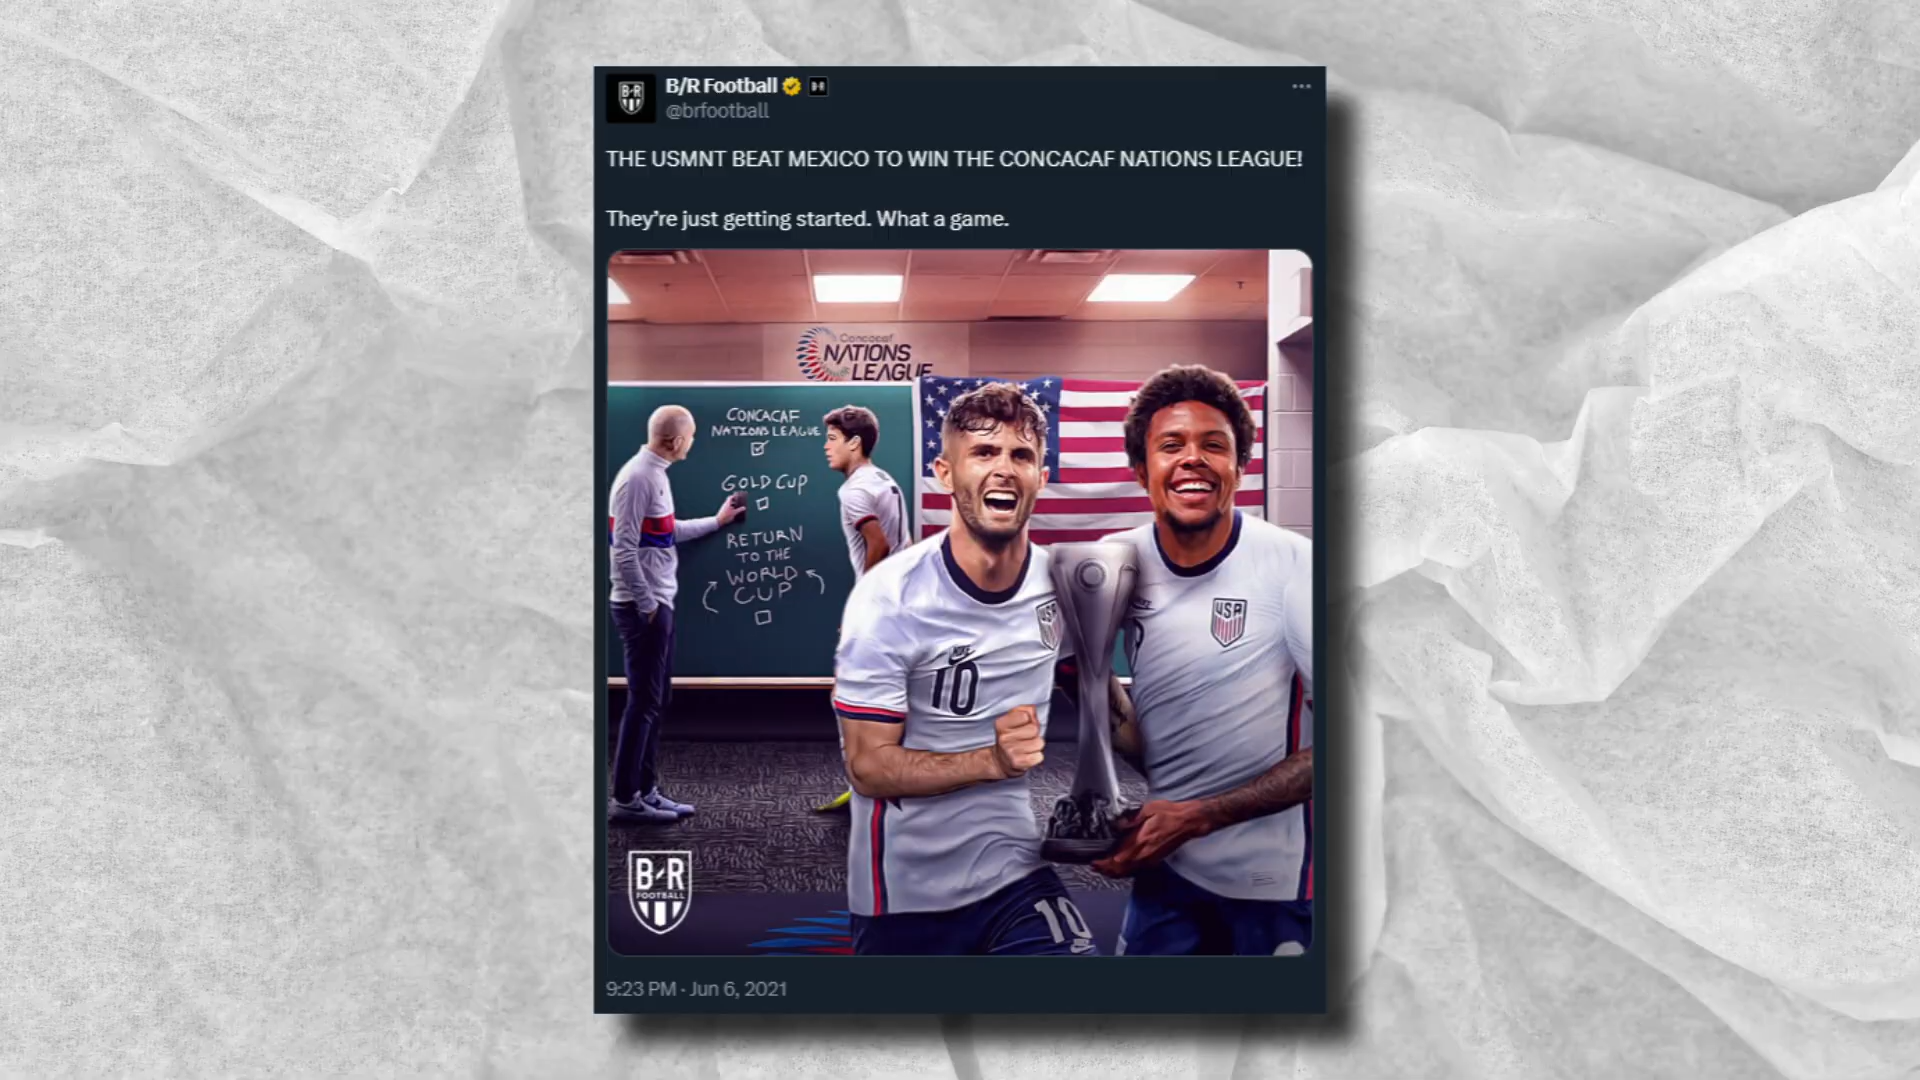 B/R Football
@brfootball
THE USMNT BEAT MEXICO TO WIN THE CONCACAF NATIONS LEAGUE!
They're just getting started. What a game.
Concacaf
NATIONS
LEAGUE
CONCACAF
NATIONS LEAGUE
GOLD CUP
RETURN
TO THE
WORLD
CUP
USA
USA
NIKE
10
10
B/R
FOOTBALL
9:23 PM · Jun 6, 2021